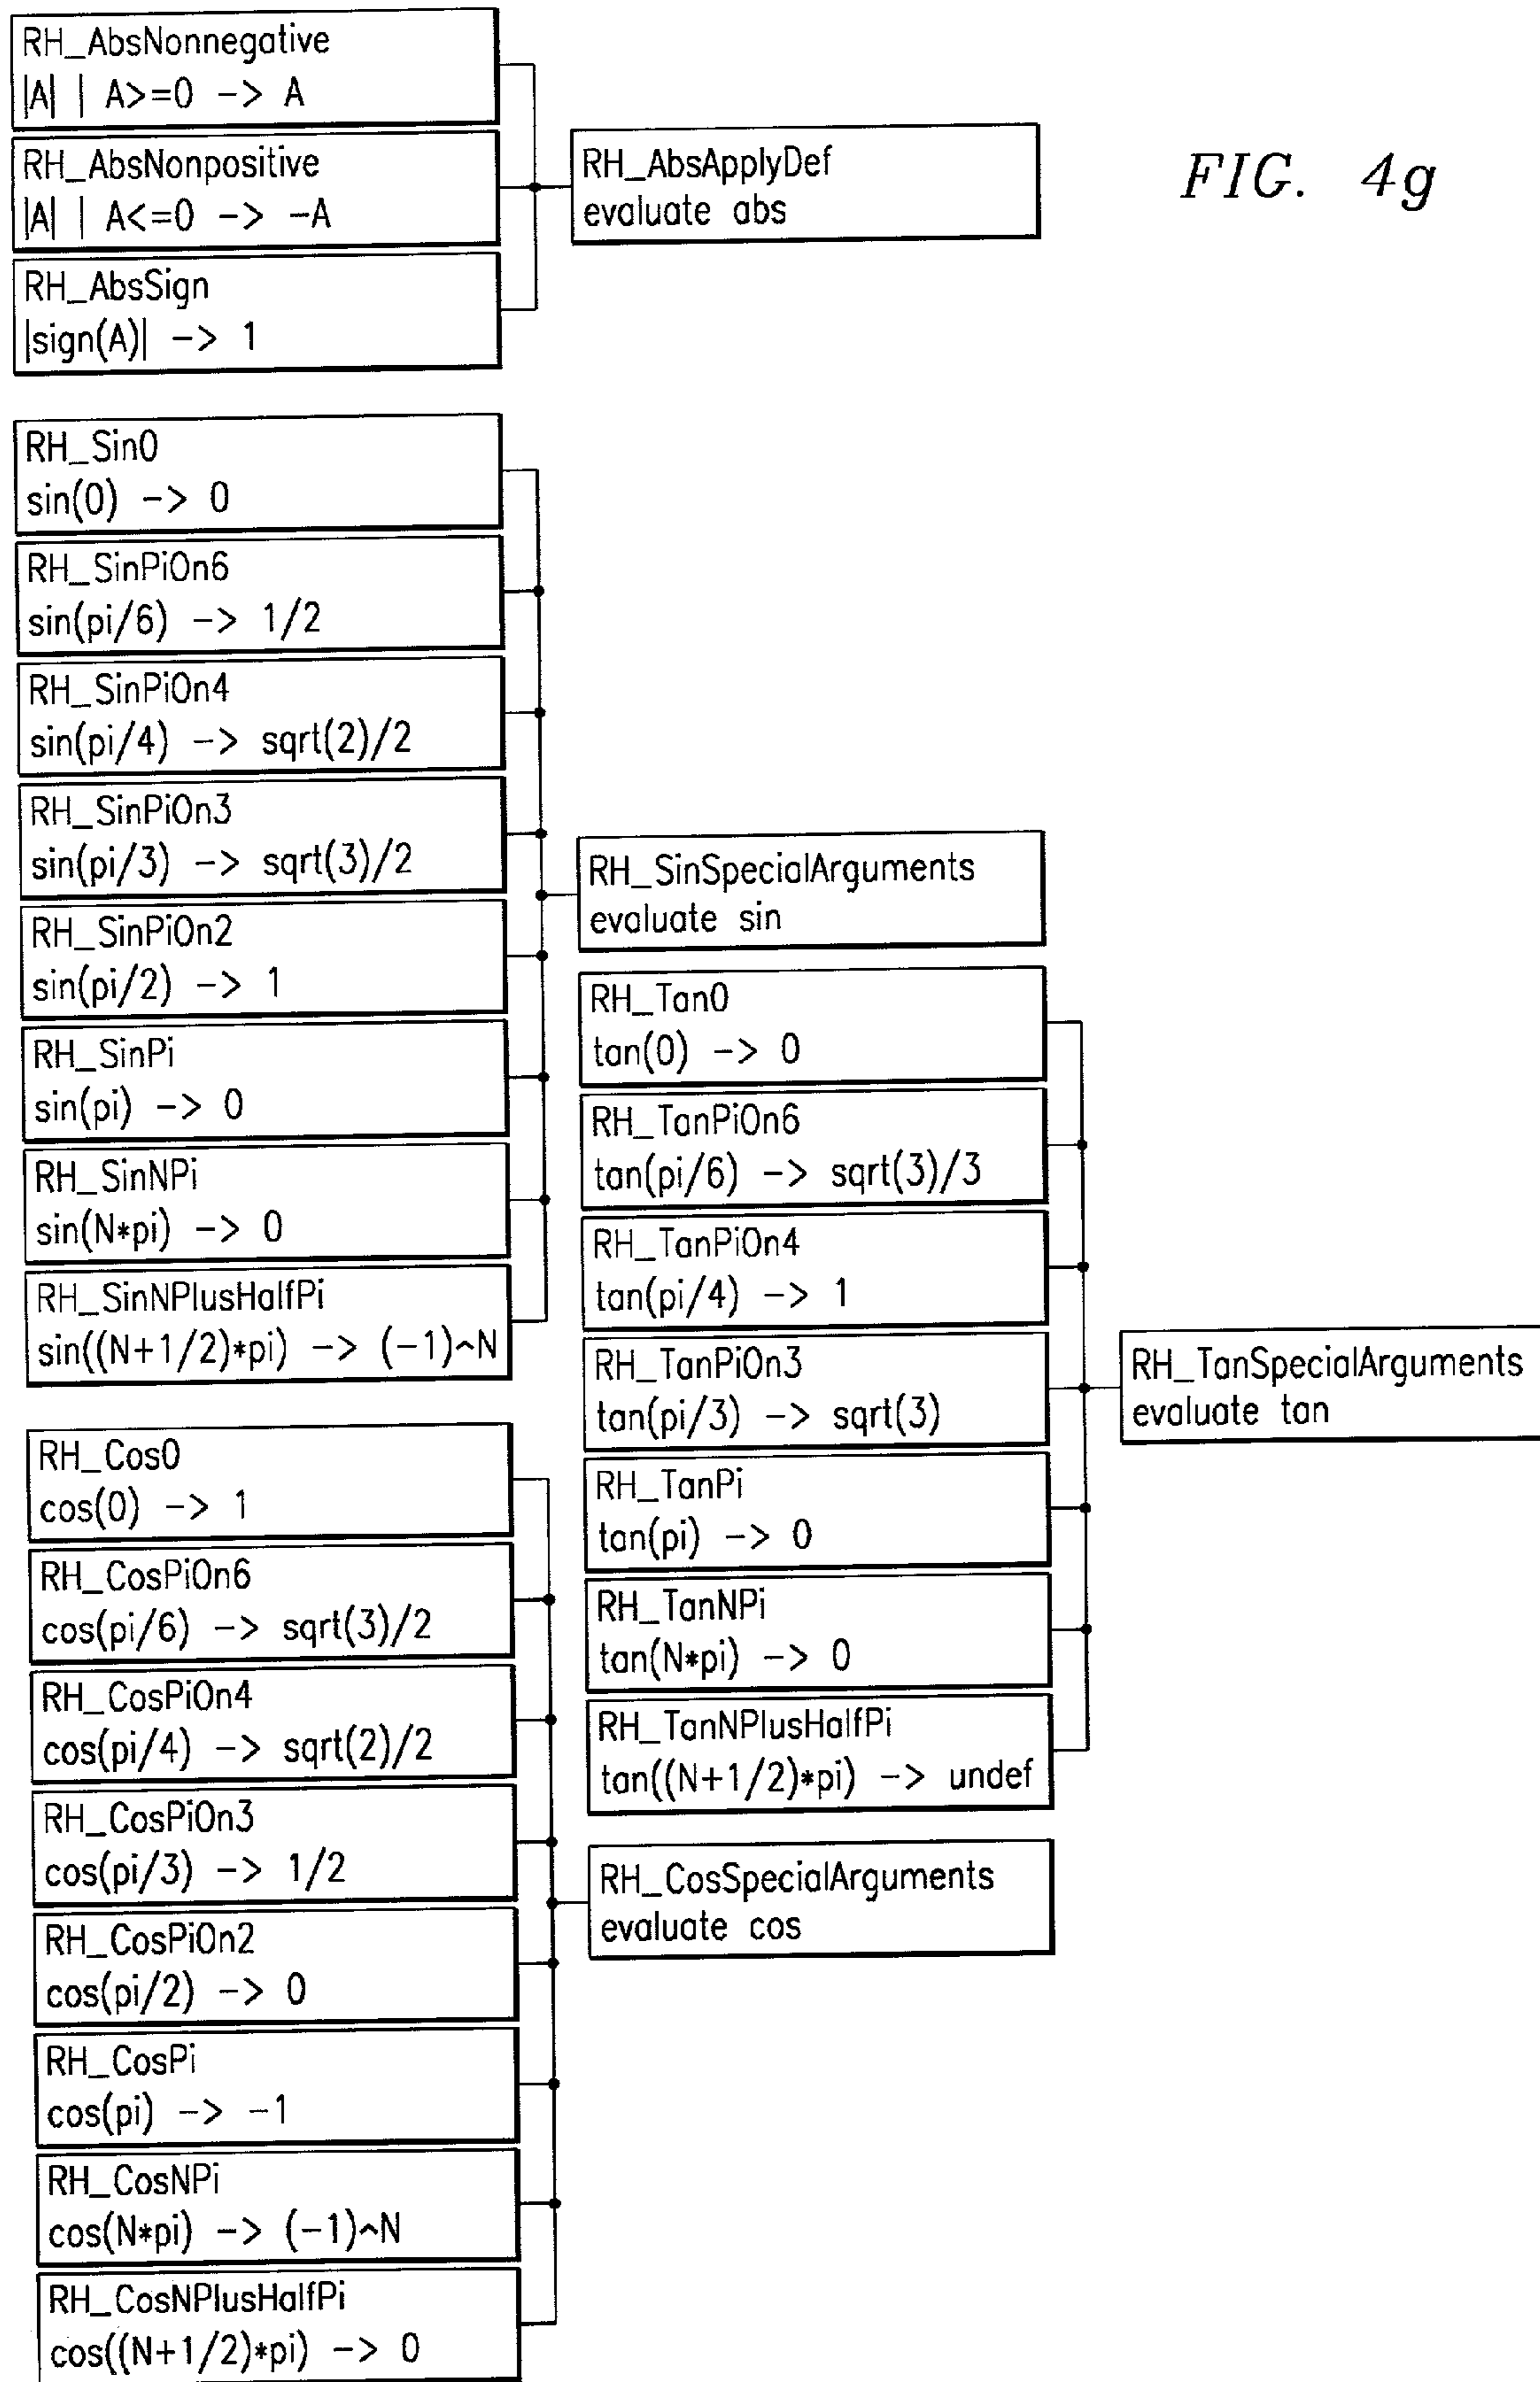 RH_AbsNonnegative
|A| | A>=0 -> A
RH_AbsNonpositive
|A| | A<=0 -> -A
RH_AbsSign
|sign(A)| -> 1
RH_AbsApplyDef
evaluate abs
FIG. 4g
RH_Sin0
sin(0) -> 0
RH_SinPiOn6
sin(pi/6) -> 1/2
RH_SinPiOn4
sin(pi/4) -> sqrt(2)/2
RH_SinPiOn3
sin(pi/3) -> sqrt(3)/2
RH_SinPiOn2
sin(pi/2) -> 1
RH_SinPi
sin(pi) -> 0
RH_SinNPi
sin(N*pi) -> 0
RH_SinNPlusHalfPi
sin((N+1/2)*pi) -> (-1)^N
RH_SinSpecialArguments
evaluate sin
RH_Tan0
tan(0) -> 0
RH_TanPiOn6
tan(pi/6) -> sqrt(3)/3
RH_TanPiOn4
tan(pi/4) -> 1
RH_TanPiOn3
tan(pi/3) -> sqrt(3)
RH_TanPi
tan(pi) -> 0
RH_TanNPi
tan(N*pi) -> 0
RH_TanNPlusHalfPi
tan((N+1/2)*pi) -> undef
RH_TanSpecialArguments
evaluate tan
RH_Cos0
cos(0) -> 1
RH_CosPiOn6
cos(pi/6) -> sqrt(3)/2
RH_CosPiOn4
cos(pi/4) -> sqrt(2)/2
RH_CosPiOn3
cos(pi/3) -> 1/2
RH_CosPiOn2
cos(pi/2) -> 0
RH_CosPi
cos(pi) -> -1
RH_CosNPi
cos(N*pi) -> (-1)^N
RH_CosNPlusHalfPi
cos((N+1/2)*pi) -> 0
RH_CosSpecialArguments
evaluate cos